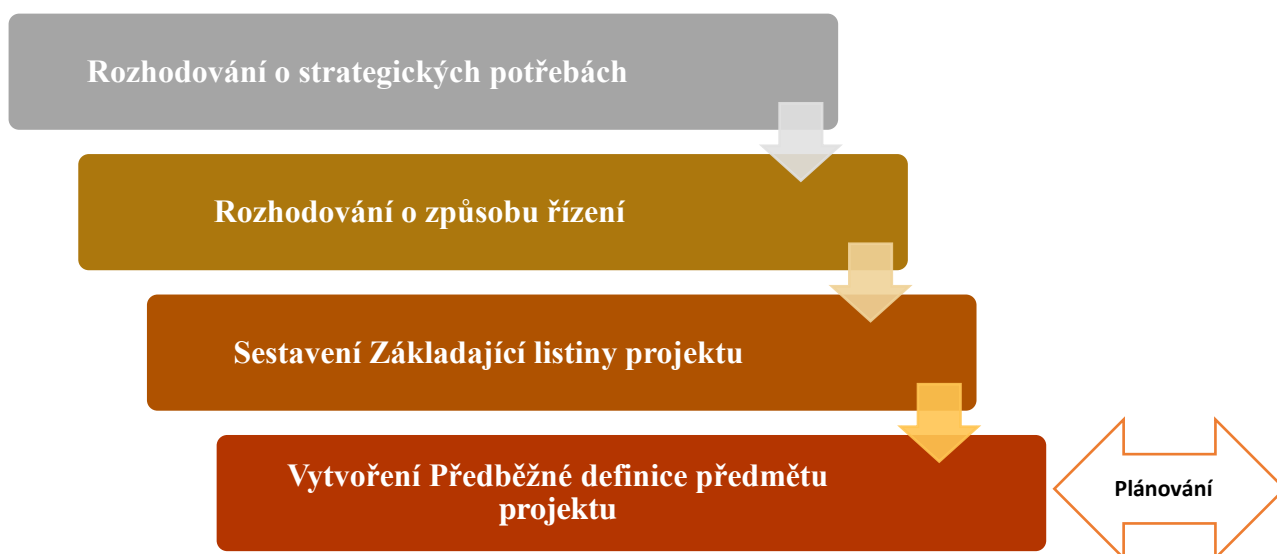 Rozhodování o strategických potřebách
Rozhodování o způsobu řízení
Sestavení Základající listiny projektu
Vytvoření Předběžné definice předmětu
projektu
Plánování